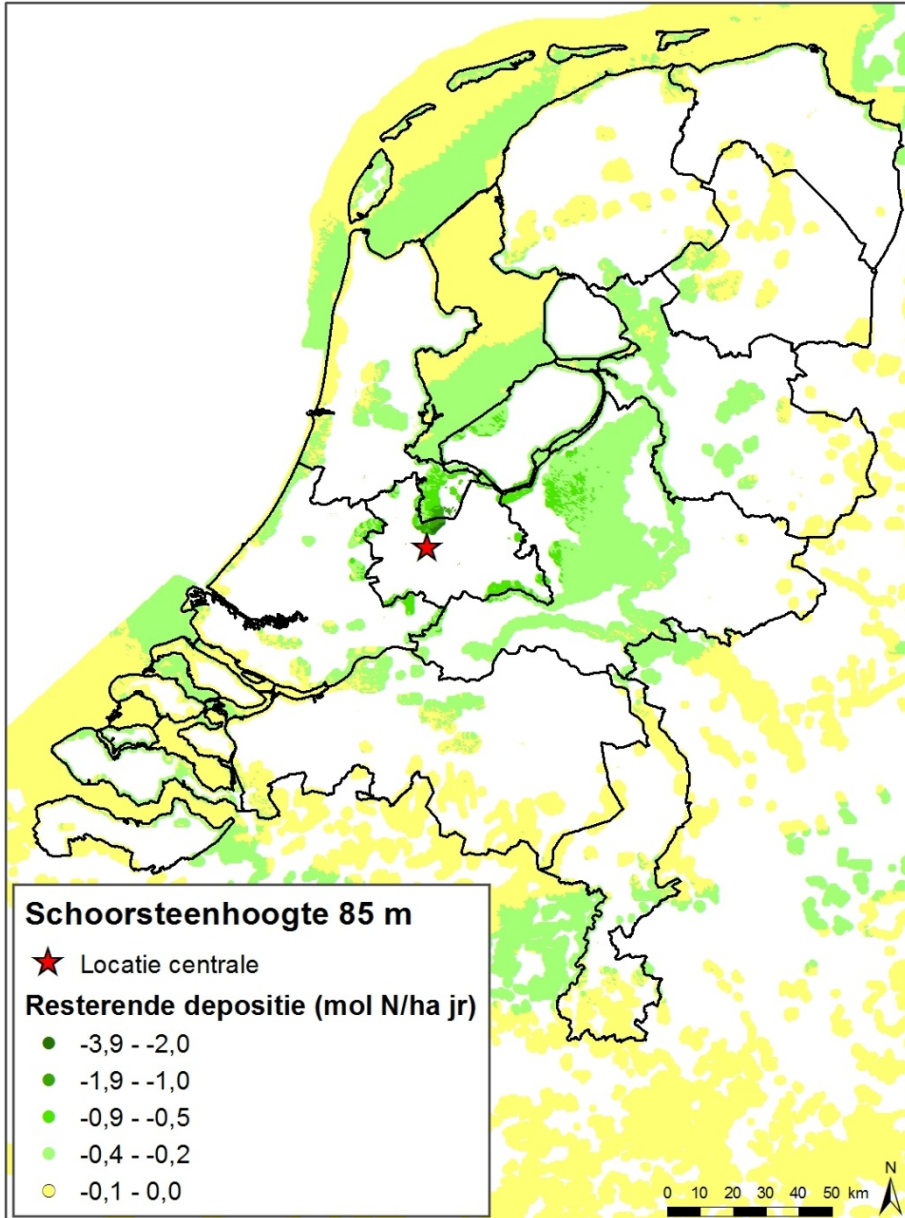 Schoorsteenhoogte 85 m
Locatie centrale
Resterende depositie (mol N/ha jr)
-3,9 - -2,0
-1,9 - -1,0
-0,9 - -0,5
-0,4 - -0,2
-0,1 - 0,0
N
0 10 20 30 40 50 km